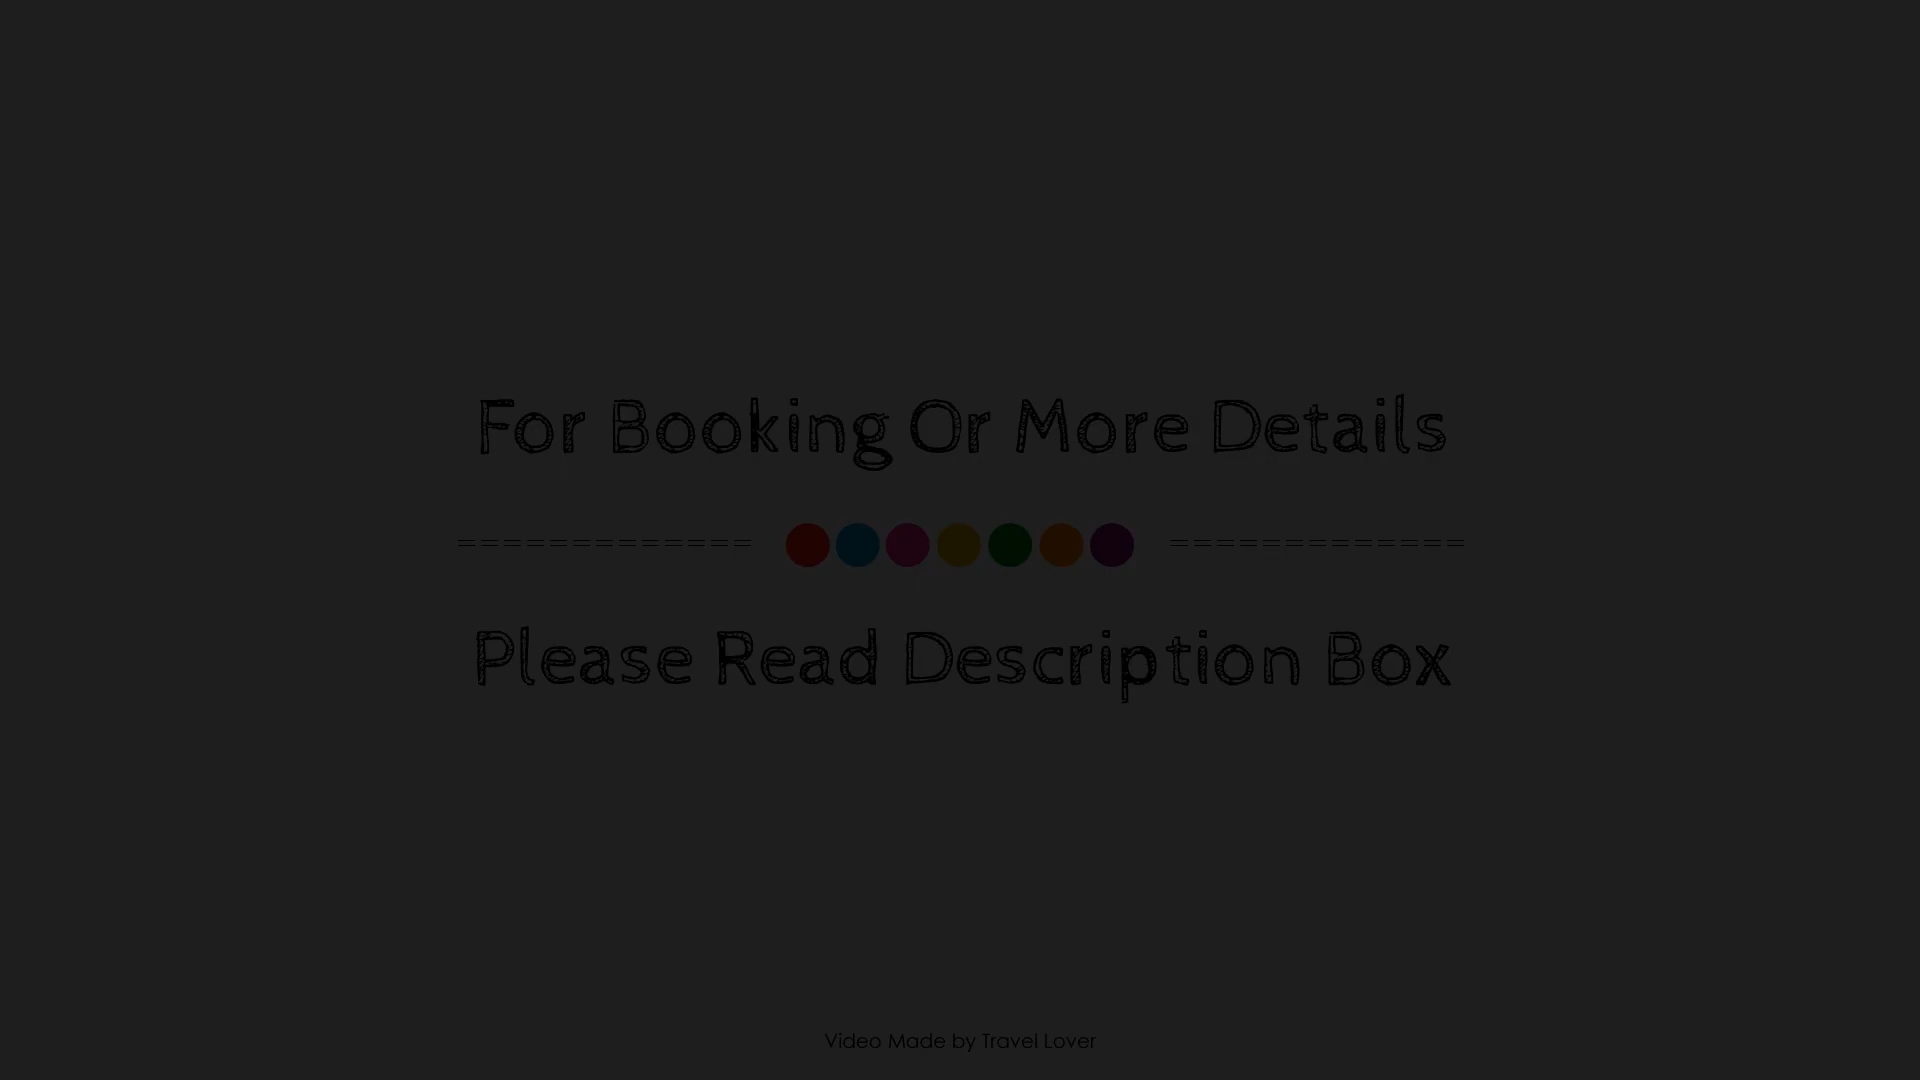 For Booking Or More Details
============= =============
Please Read Description Box
Video Made by Travel Lover